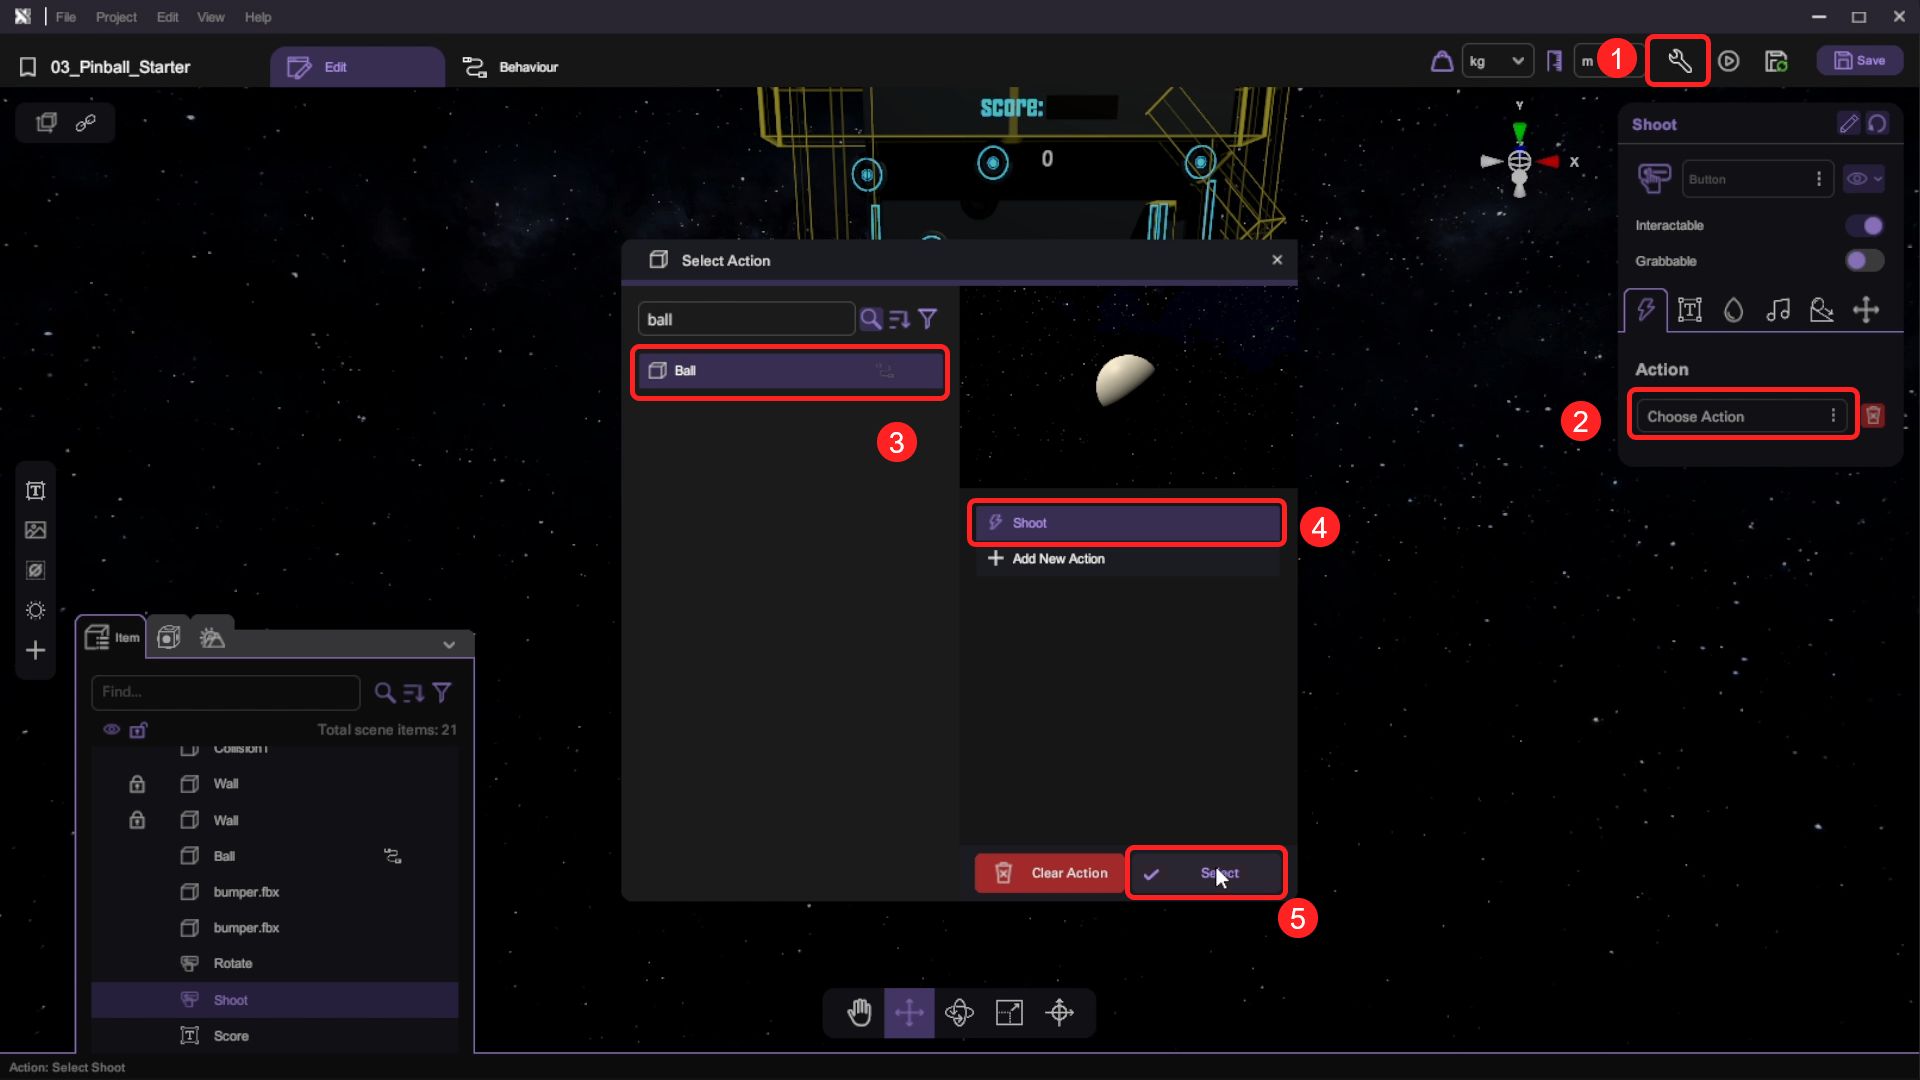 File Project Edit View Help
03_Pinball_Starter
Edit
Behaviour
kg
m
1
Save
score:
0
Y
X
Shoot
Button
Interactable
Grabbable
Action
Choose Action
2
Select Action
ball
Ball
3
Shoot
4
Add New Action
Clear Action
Select
5
Item
Find...
Total scene items: 21
Collision1
Wall
Wall
Ball
bumper.fbx
bumper.fbx
Rotate
Shoot
Score
Action: Select Shoot